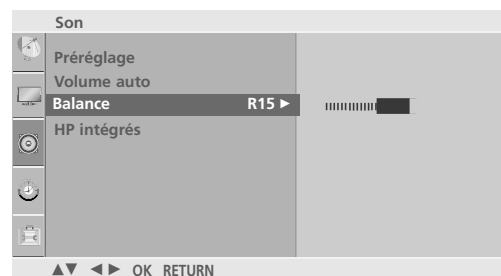 Son
Préréglage
Volume auto
Balance R15 ►
HP intégrés
▲▼ ◄► OK RETURN